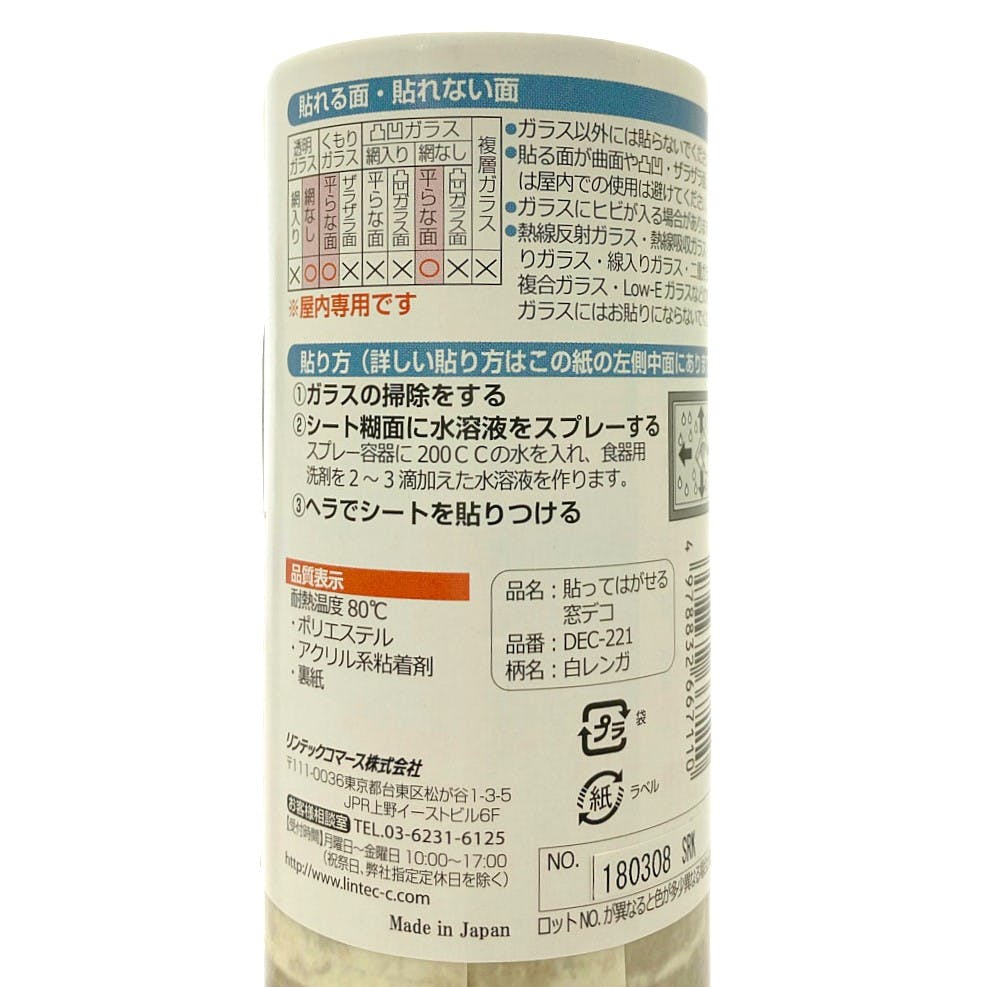 貼れる面・貼れない面
透明ガラス くもりガラス 凸凹ガラス 複層ガラス
網入り 網なし
網入り 網なし 平らな面 ザラザラ面 平らな面 凸凹ガラス面 平らな面 凸凹ガラス面
× ○ ○ × × × ○ × ×
※屋内専用です
●ガラス以外には貼らないでくださ
●貼る面が曲面や凸凹・ザラザラ
は屋内での使用は避けてください
●ガラスにヒビが入る場合があります
●熱線反射ガラス・熱線吸収ガラス
りガラス・線入りガラス・二重
複合ガラス・Low-Eガラスなど
ガラスにはお貼りにならないで
貼り方（詳しい貼り方はこの紙の左側中面にあります
①ガラスの掃除をする
②シート糊面に水溶液をスプレーする
スプレー容器に200CCの水を入れ、食器用
洗剤を2～3滴加えた水溶液を作ります。
③ヘラでシートを貼りつける
品質表示
耐熱温度80℃
・ポリエステル
・アクリル系粘着剤
・裏紙
品名：貼ってはがせる
窓デコ
品番：DEC-221
柄名：白レンガ
4978832667110
プラ 袋
紙 ラベル
リンテックコマース株式会社
〒111-0036東京都台東区松が谷1-3-5
JPR上野イーストビル6F
お客様相談室 TEL.03-6231-6125
【受付時間】月曜日～金曜日 10:00～17:00
（祝祭日、弊社指定定休日を除く）
http://www.lintec-c.com
Made in Japan
NO. 180308 SRK
ロットNO.が異なると色が多少異なる